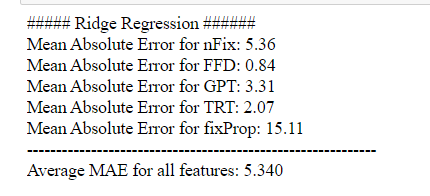 ##### Ridge Regression ######
Mean Absolute Error for nFix: 5.36
Mean Absolute Error for FFD: 0.84
Mean Absolute Error for GPT: 3.31
Mean Absolute Error for TRT: 2.07
Mean Absolute Error for fixProp: 15.11
------------------------------------------------------------
Average MAE for all features: 5.340